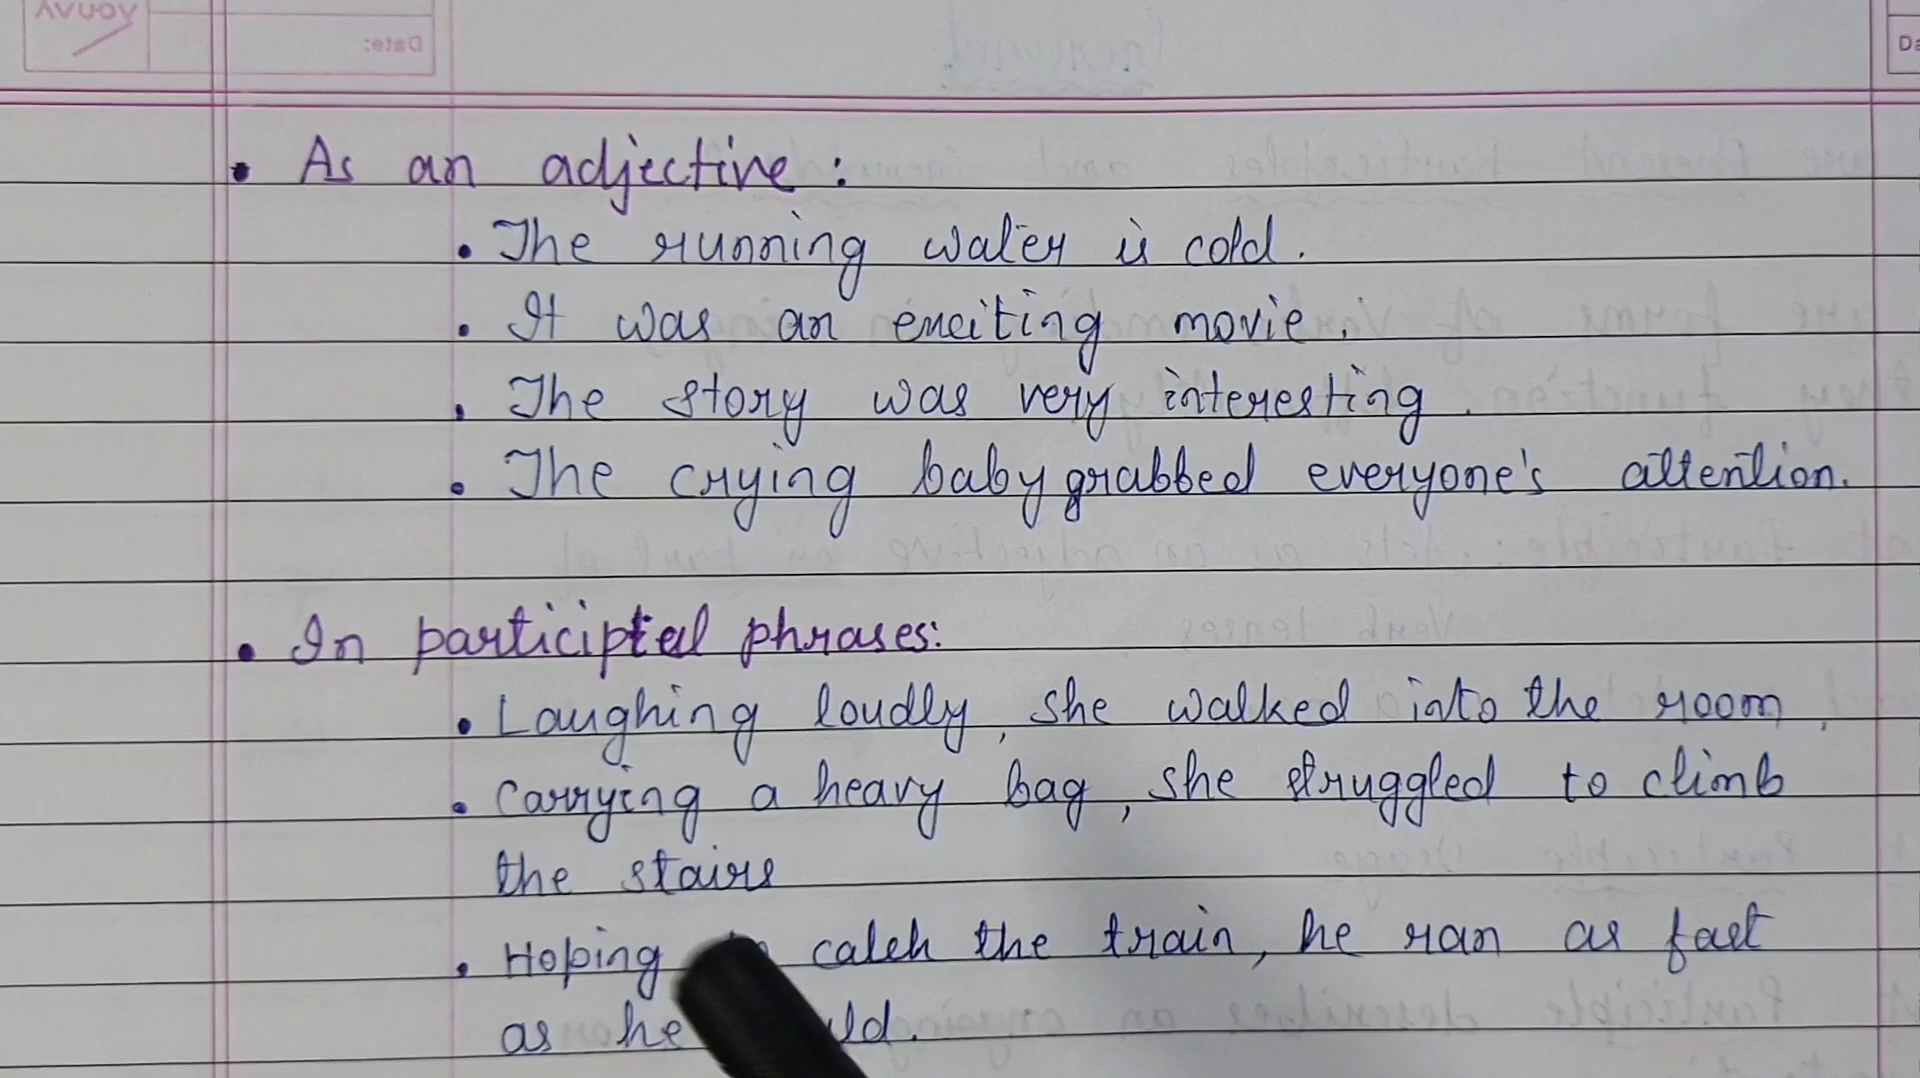 • As an adjective :
• The running water is cold.
• It was an exciting movie.
• The story was very interesting.
• The crying baby grabbed everyone's attention.
• In participial phrases:
• Laughing loudly, she walked into the room.
• Carrying a heavy bag, she struggled to climb
the stairs
• Hoping catch the train, he ran as fast
as he
Date: